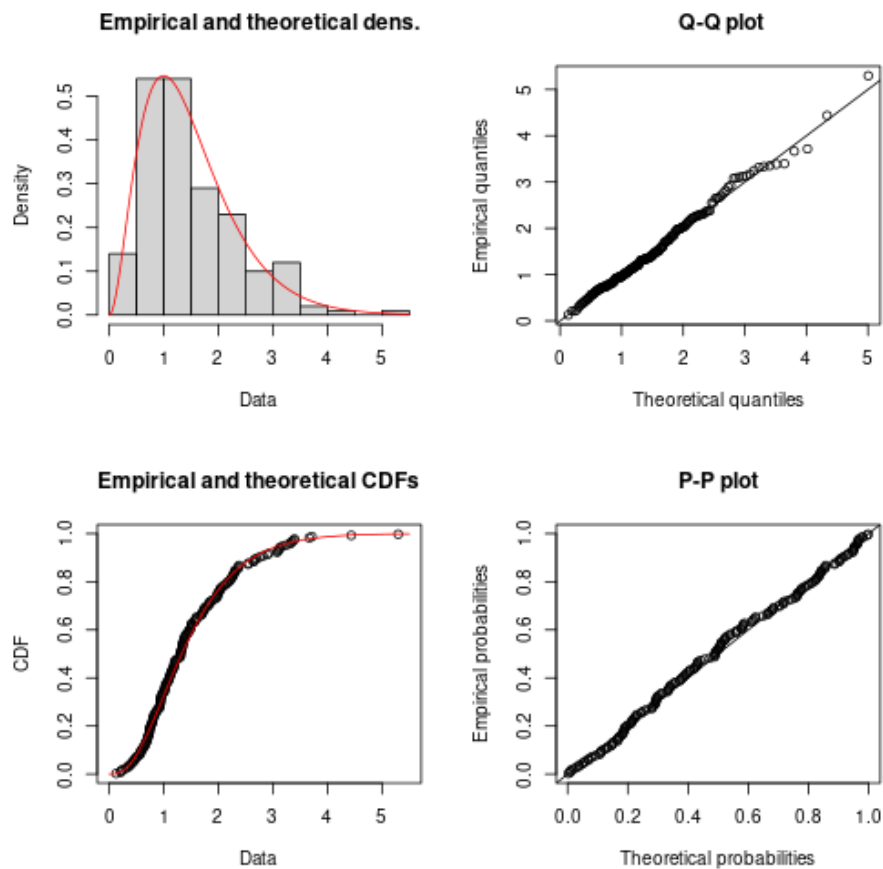 Empirical and theoretical dens.
Density
0.0 0.1 0.2 0.3 0.4 0.5
0 1 2 3 4 5
Data
Q-Q plot
Empirical quantiles
0 1 2 3 4 5
0 1 2 3 4 5
Theoretical quantiles
Empirical and theoretical CDFs
CDF
0.0 0.2 0.4 0.6 0.8 1.0
0 1 2 3 4 5
Data
P-P plot
Empirical probabilities
0.0 0.2 0.4 0.6 0.8 1.0
0.0 0.2 0.4 0.6 0.8 1.0
Theoretical probabilities